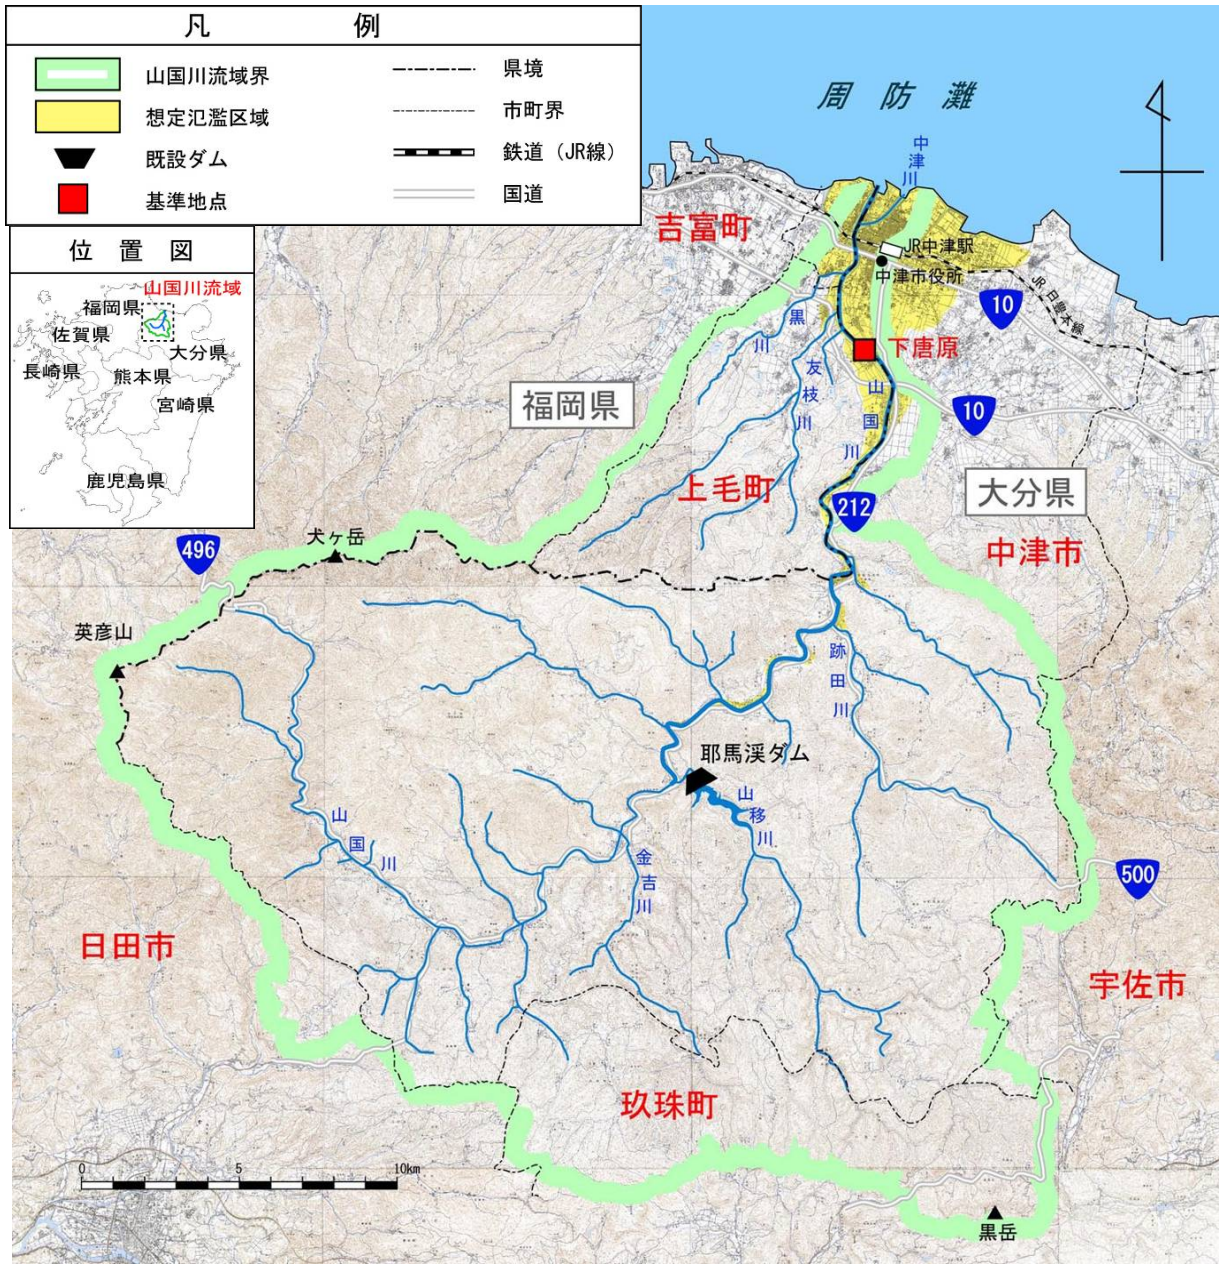 凡例
山国川流域界
想定氾濫区域
既設ダム
基準地点
県境
市町界
鉄道（JR線）
国道
位置図
山国川流域
福岡県
佐賀県
大分県
長崎県
熊本県
宮崎県
鹿児島県
周防灘
中津川
吉富町
JR中津駅
中津市役所
10
JR日豊本線
黒川
下唐原
友枝川
山国川
福岡県
10
上毛町
大分県
212
中津市
496
犬ヶ岳
英彦山
跡田川
耶馬渓ダム
山移川
山国川
金吉川
500
日田市
宇佐市
玖珠町
0 5 10km
黒岳